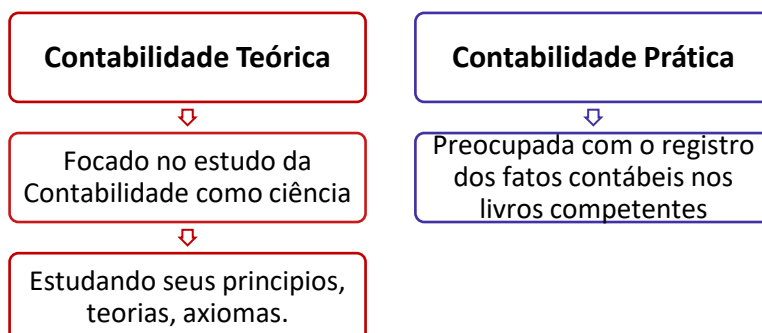 Contabilidade Teórica
Focado no estudo da
Contabilidade como ciência
Estudando seus principios,
teorias, axiomas.
Contabilidade Prática
Preocupada com o registro
dos fatos contábeis nos
livros competentes